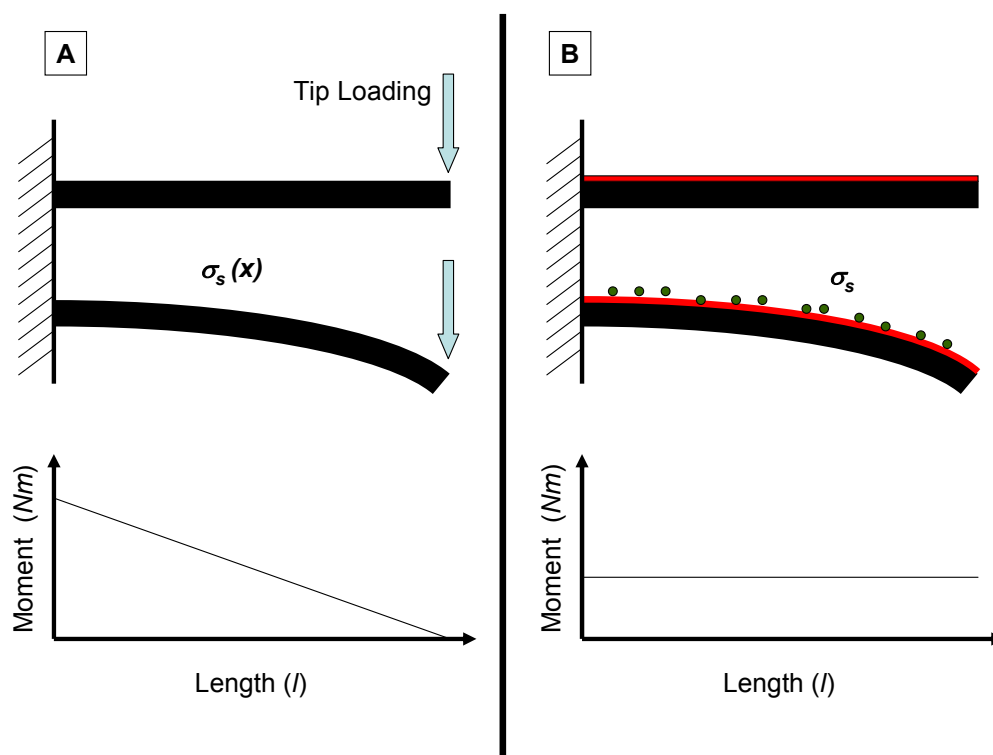 A
Tip Loading
σs (x)
Moment (Nm)
Length (l)
B
σs
Moment (Nm)
Length (l)